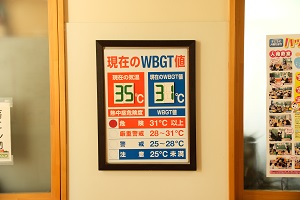 現在のWBGT値
現在の気温 現在のWBGT値
35℃ 31℃
熱中症危険度 WBGT値
危険 31℃ 以上
厳重警戒 28～31℃
警戒 25～28℃
注意 25℃ 未満